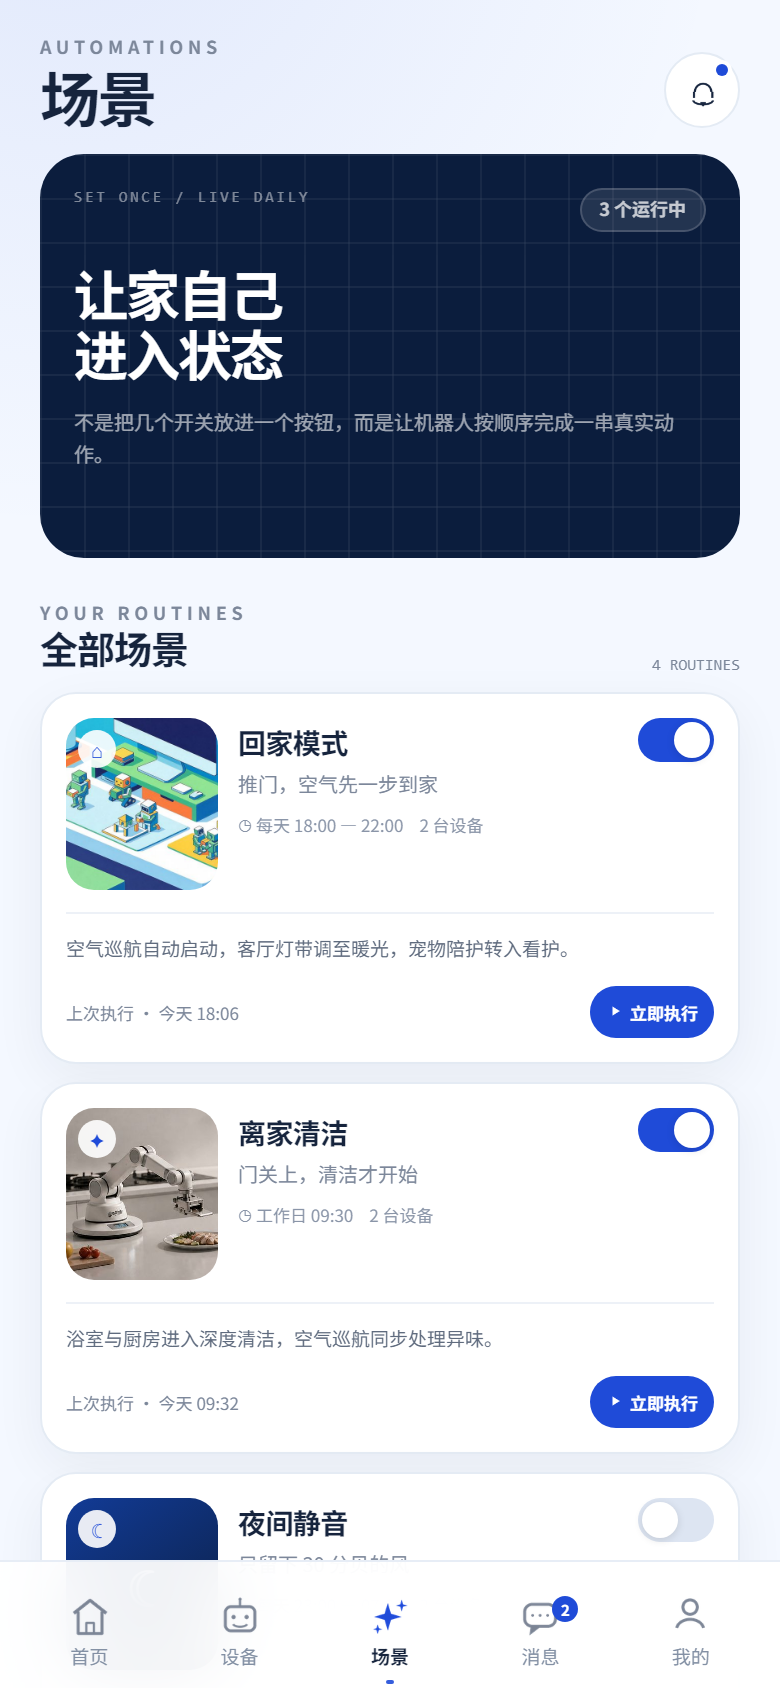 AUTOMATIONS
场景
SET ONCE / LIVE DAILY
3 个运行中
让家自己
进入状态
不是把几个开关放进一个按钮，而是让机器人按顺序完成一串真实动
作。
YOUR ROUTINES
全部场景
4 ROUTINES
回家模式
推门，空气先一步到家
每天 18:00 — 22:00 2 台设备
空气巡航自动启动，客厅灯带调至暖光，宠物陪护转入看护。
上次执行 · 今天 18:06
立即执行
离家清洁
门关上，清洁才开始
工作日 09:30 2 台设备
浴室与厨房进入深度清洁，空气巡航同步处理异味。
上次执行 · 今天 09:32
立即执行
夜间静音
首页
设备
场景
消息
2
我的